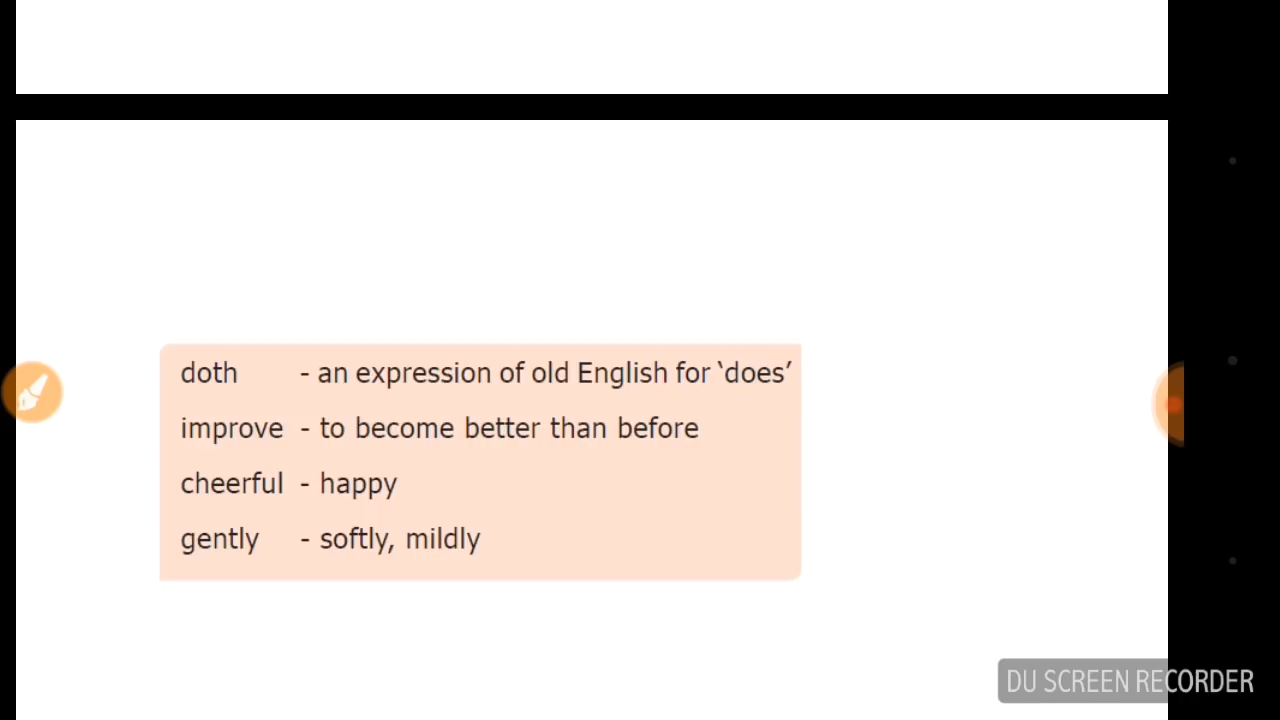 doth - an expression of old English for ‘does’
improve - to become better than before
cheerful - happy
gently - softly, mildly
DU SCREEN RECORDER